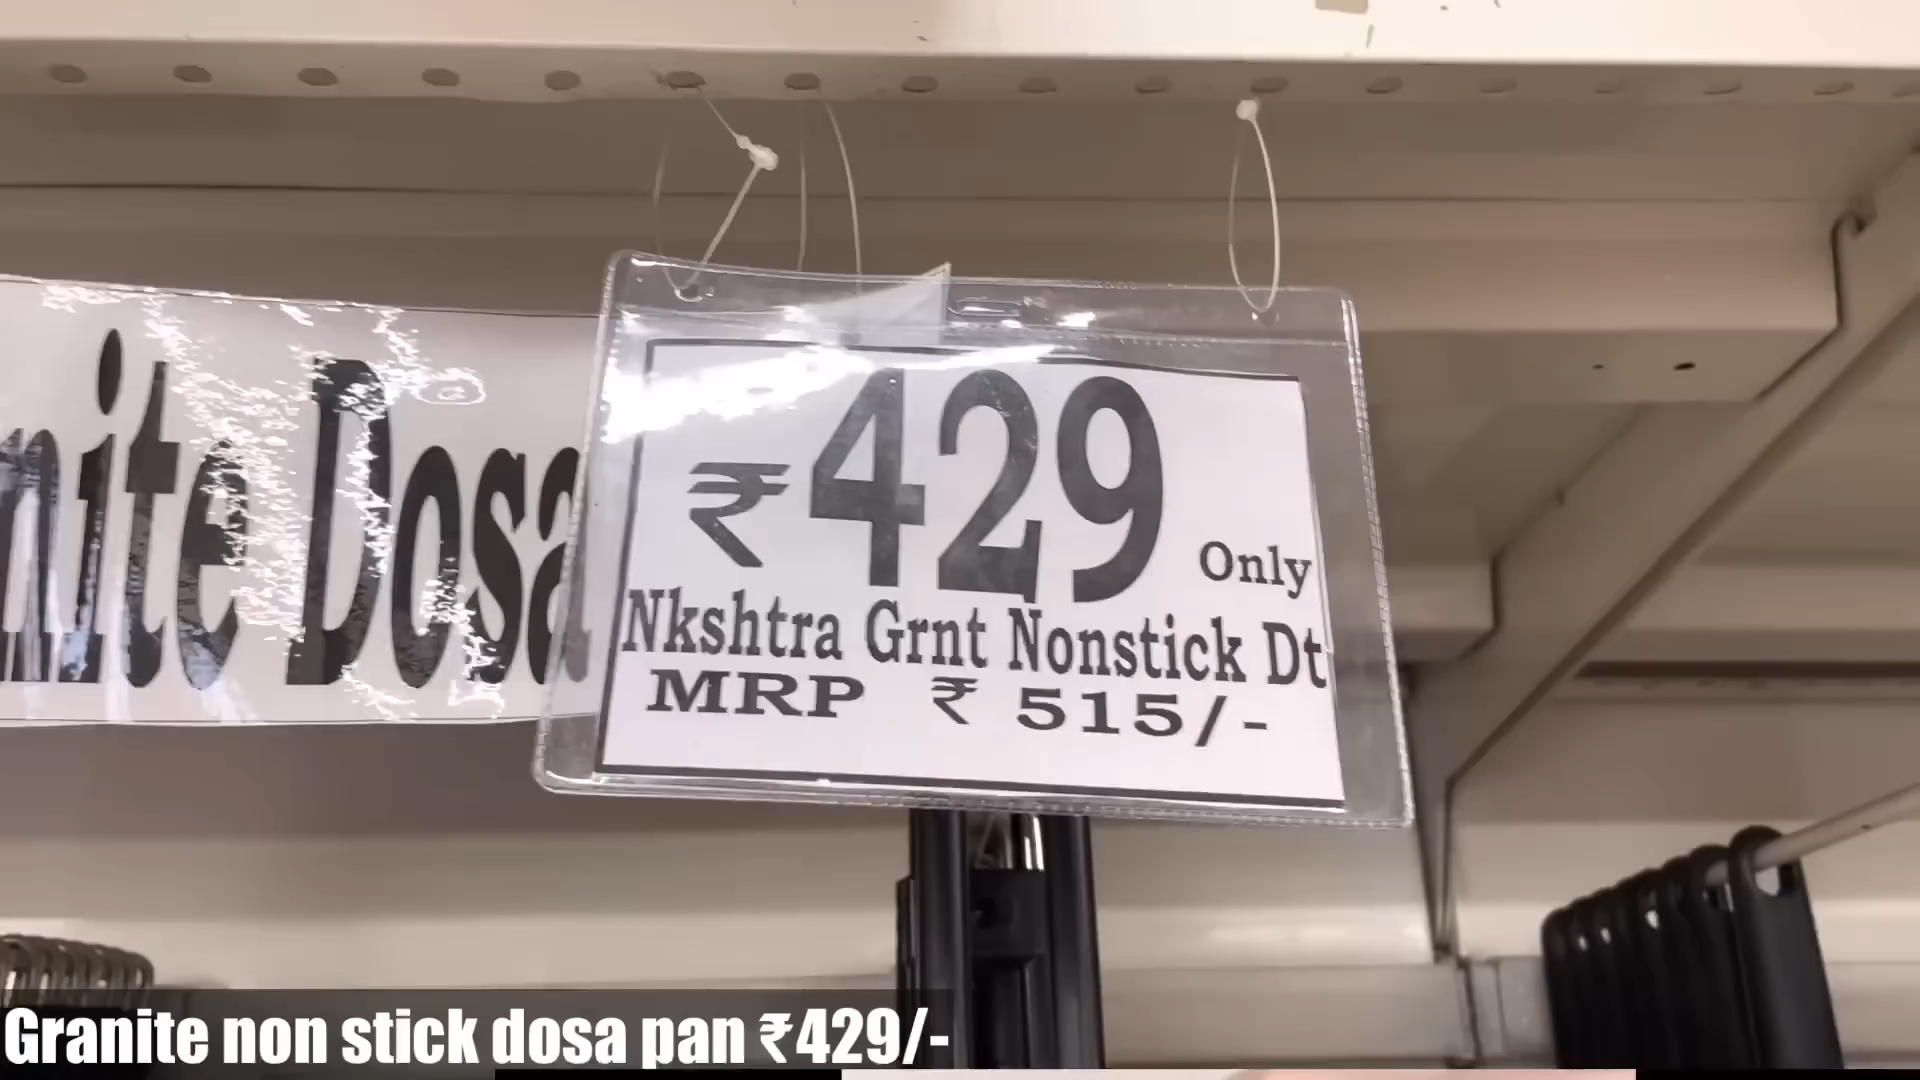 nite Dosa
₹429 Only
Nkshtra Grnt Nonstick Dt
MRP ₹ 515/-
Granite non stick dosa pan ₹429/-